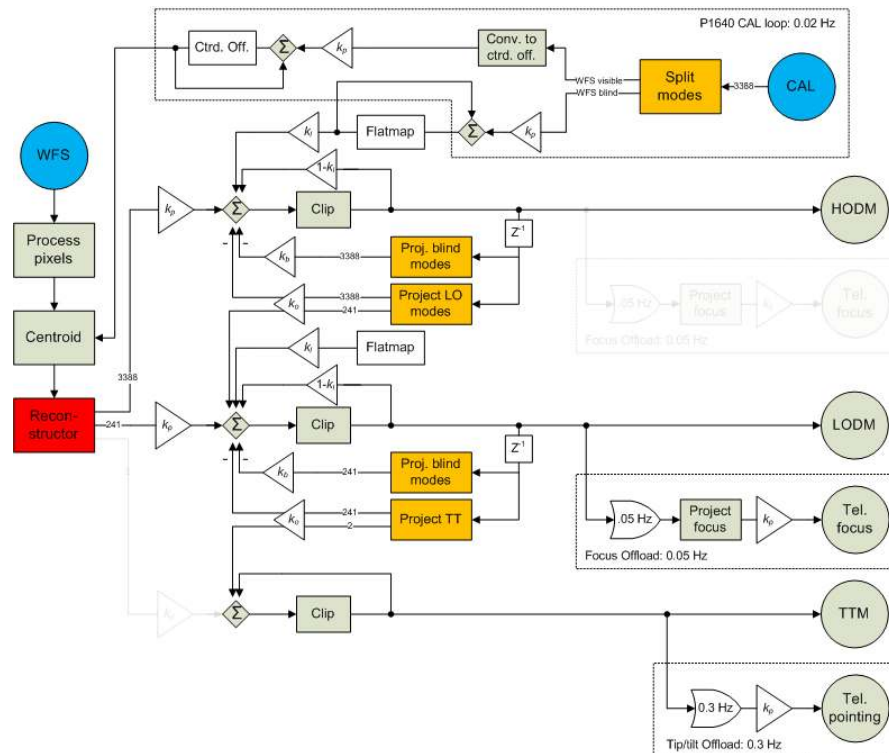 P1640 CAL loop: 0.02 Hz
Ctrd. Off.
Σ
kp
Conv. to
ctrd. off.
WFS visible
WFS blind
Split
modes
3388
CAL
WFS
kI
Flatmap
Σ
kp
1-kI
kp
Σ
Clip
HODM
Z-1
Process
pixels
- -
kb
3388
Proj. blind
modes
.05 Hz
Project
focus
Tel.
focus
Focus Offload: 0.05 Hz
ko
3388
241
Project LO
modes
Centroid
kI
Flatmap
3388
1-kI
Recon-
structor
241
kp
Σ
Clip
LODM
Z-1
- -
kb
241
Proj. blind
modes
ko
241
2
Project TT
.05 Hz
Project
focus
kp
Tel.
focus
Focus Offload: 0.05 Hz
Σ
Clip
TTM
0.3 Hz
kp
Tel.
pointing
Tip/tilt Offload: 0.3 Hz